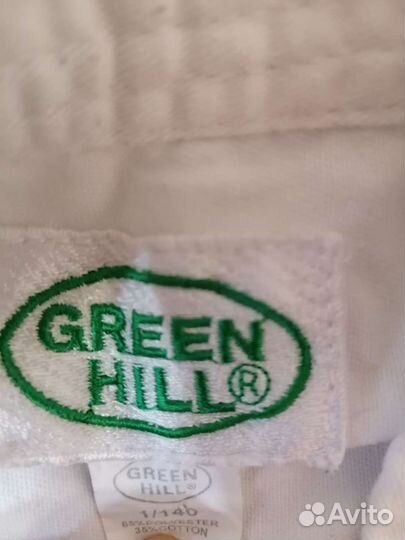 GREEN
HILL®
GREEN
HILL®
1/140
65% POLYESTER
35% COTTON
Avito